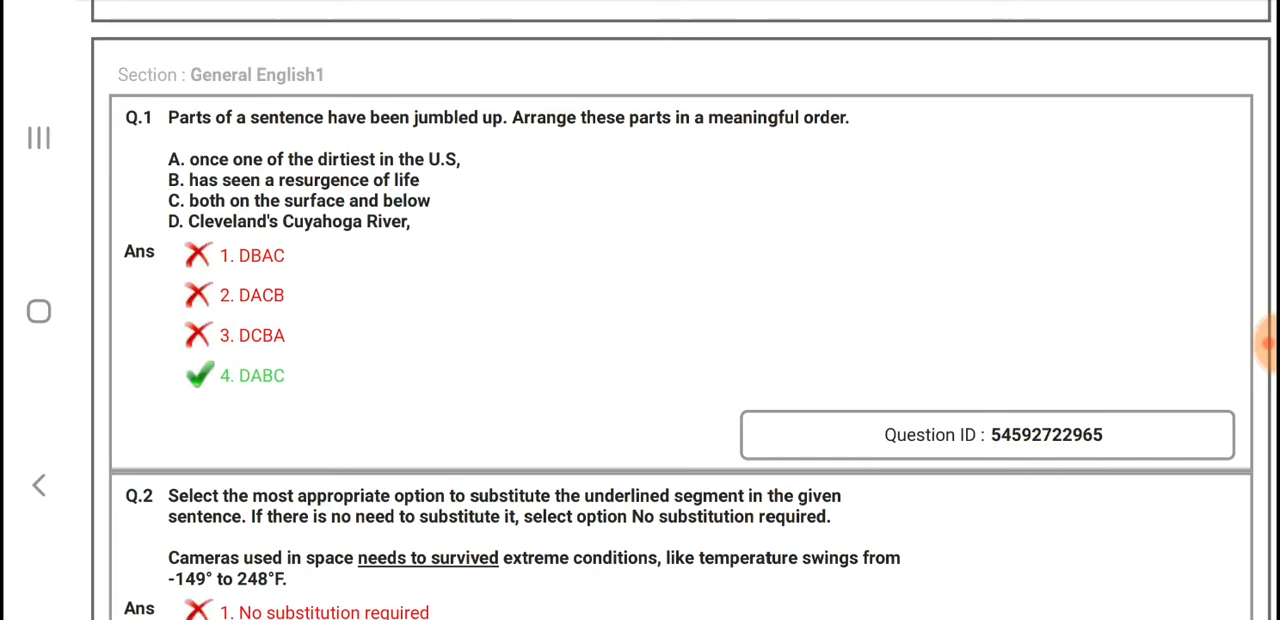 Section : General English1
Q.1 Parts of a sentence have been jumbled up. Arrange these parts in a meaningful order.
A. once one of the dirtiest in the U.S,
B. has seen a resurgence of life
C. both on the surface and below
D. Cleveland's Cuyahoga River,
Ans 1. DBAC
2. DACB
3. DCBA
4. DABC
Question ID : 54592722965
Q.2 Select the most appropriate option to substitute the underlined segment in the given
sentence. If there is no need to substitute it, select option No substitution required.
Cameras used in space needs to survived extreme conditions, like temperature swings from
-149° to 248°F.
Ans 1. No substitution required